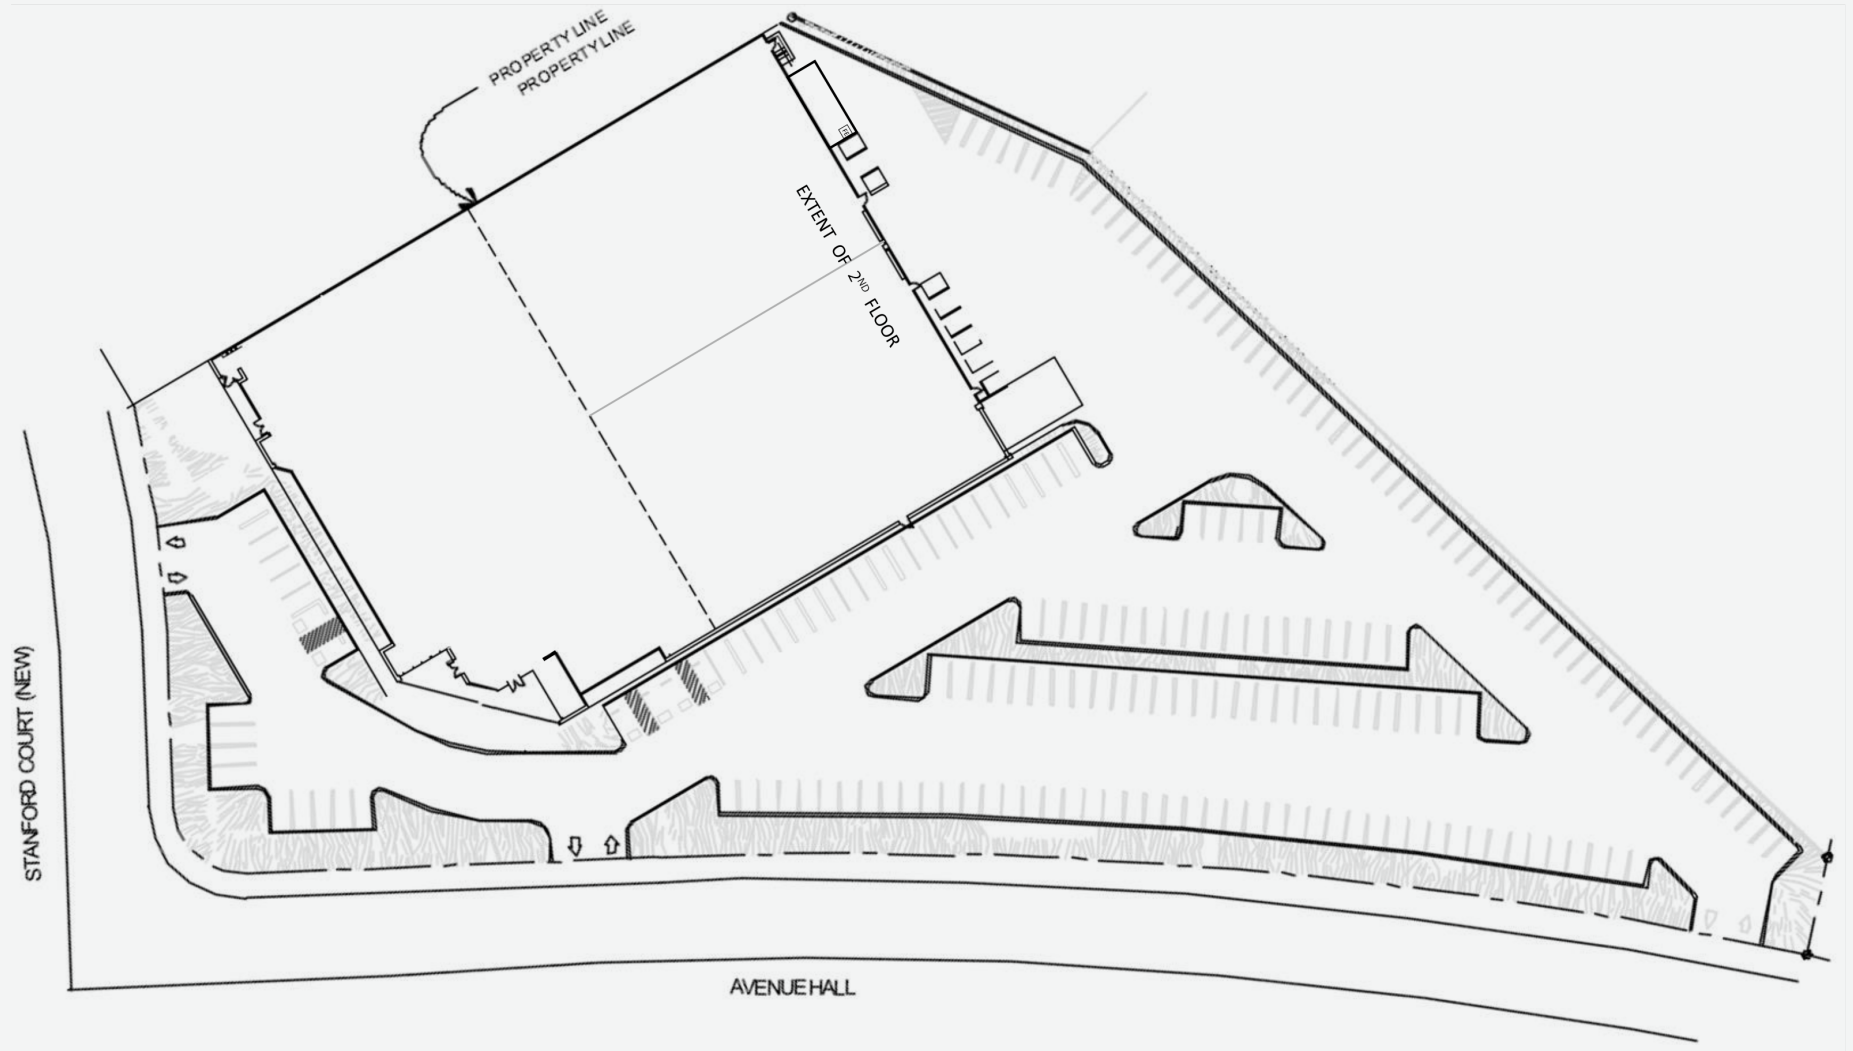 PROPERTY LINE
PROPERTY LINE
EXTENT OF 2ND FLOOR
STANFORD COURT (NEW)
AVENUE HALL